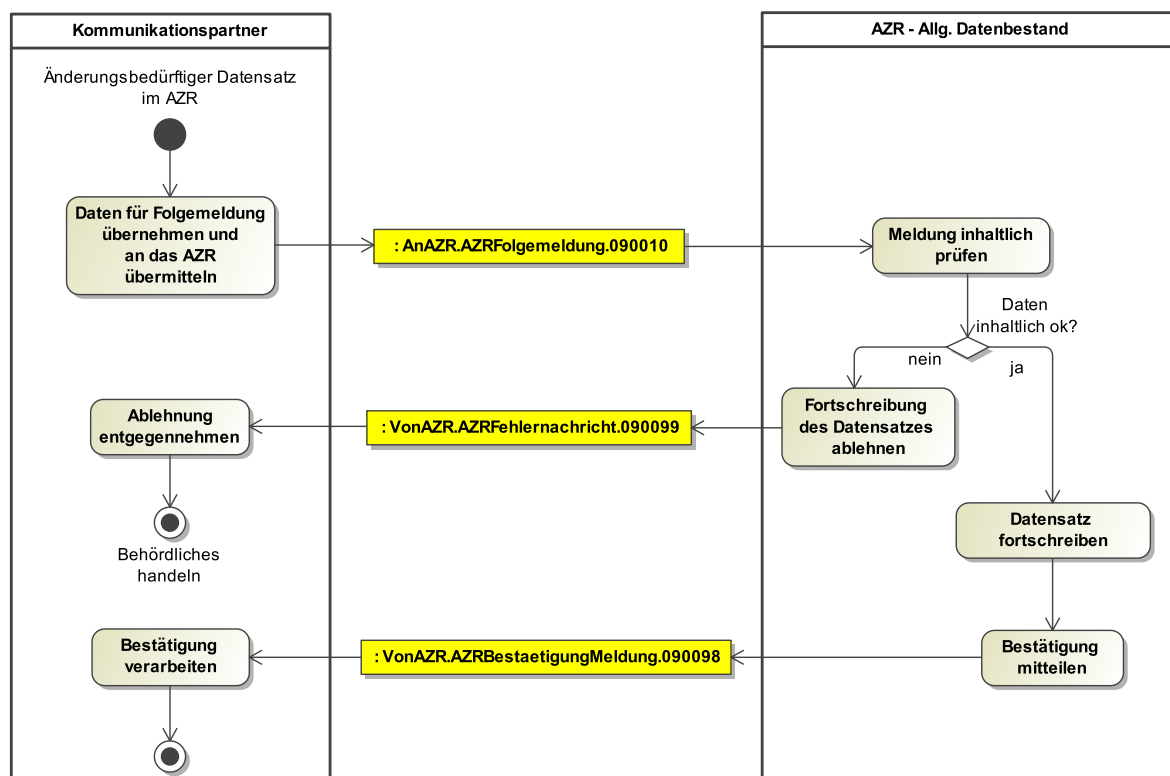 Kommunikationspartner
AZR - Allg. Datenbestand
Änderungsbedürftiger Datensatz
im AZR
Daten für Folgemeldung
übernehmen und
an das AZR
übermitteln
: AnAZR.AZRFolgemeldung.090010
Meldung inhaltlich
prüfen
Daten
inhaltlich ok?
nein
ja
Fortschreibung
des Datensatzes
ablehnen
: VonAZR.AZRFehlernachricht.090099
Ablehnung
entgegennehmen
Behördliches
handeln
Datensatz
fortschreiben
Bestätigung
mitteilen
: VonAZR.AZRBestaetigungMeldung.090098
Bestätigung
verarbeiten